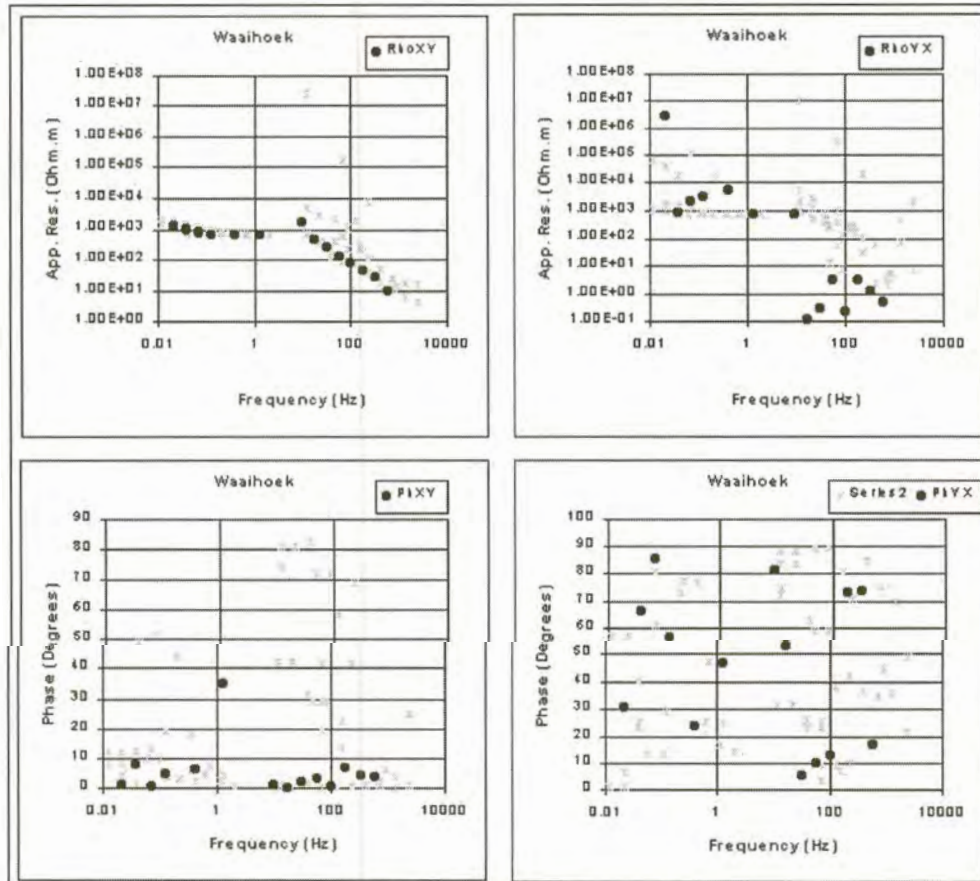 Waaihoek
RhoXY
1.00E+08
1.00E+07
1.00E+06
1.00E+05
1.00E+04
1.00E+03
1.00E+02
1.00E+01
1.00E+00
App. Res. (Ohm.m)
0.01 1 100 10000
Frequency (Hz)
Waaihoek
RhoYX
1.00E+08
1.00E+07
1.00E+06
1.00E+05
1.00E+04
1.00E+03
1.00E+02
1.00E+01
1.00E+00
1.00E-01
App. Res. (Ohm.m)
0.01 1 100 10000
Frequency (Hz)
Waaihoek
PhXY
90
80
70
60
50
40
30
20
10
0
Phase (Degrees)
0.01 1 100 10000
Frequency (Hz)
Waaihoek
Series2 PhYX
100
90
80
70
60
50
40
30
20
10
0
Phase (Degrees)
0.01 1 100 10000
Frequency (Hz)